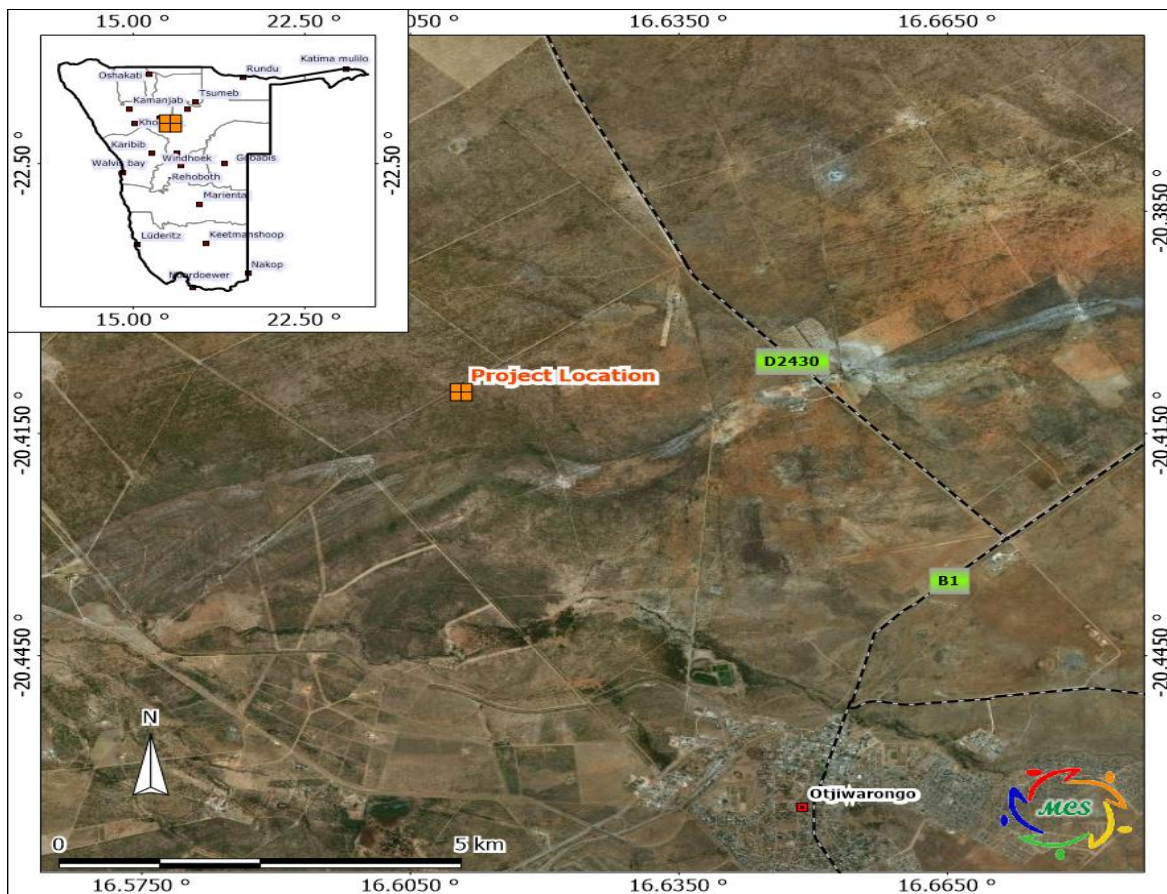 15.00 °
22.50 °
16.6050 °
16.6350 °
16.6650 °
Katima mulilo
Oshakati
Rundu
Tsumeb
Kamanjab
Karibib
Windhoek
Gobabis
Walvis bay
Rehoboth
Marienta
Lüderitz
Keetmanshoop
Nakop
Noordoewer
-22.50 °
-22.50 °
15.00 °
22.50 °
-20.3850 °
D2430
Project Location
-20.4150 °
-20.4150 °
B1
-20.4450 °
-20.4450 °
N
Otjiwarongo
MCS
0
5 km
16.5750 °
16.6050 °
16.6350 °
16.6650 °